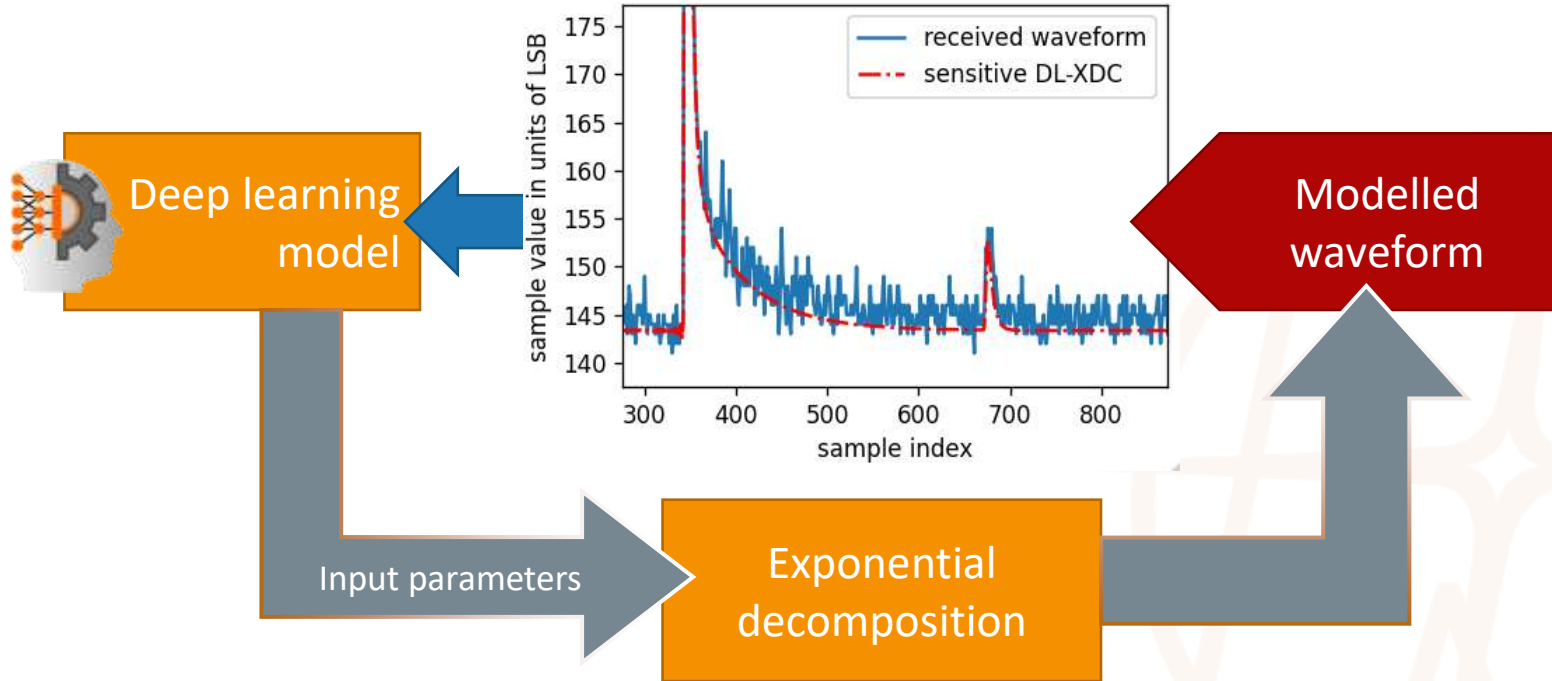 175
170
165
160
155
150
145
140
sample value in units of LSB
received waveform
sensitive DL-XDC
300 400 500 600 700 800
sample index
Deep learning
model
Modelled
waveform
Input parameters
Exponential
decomposition